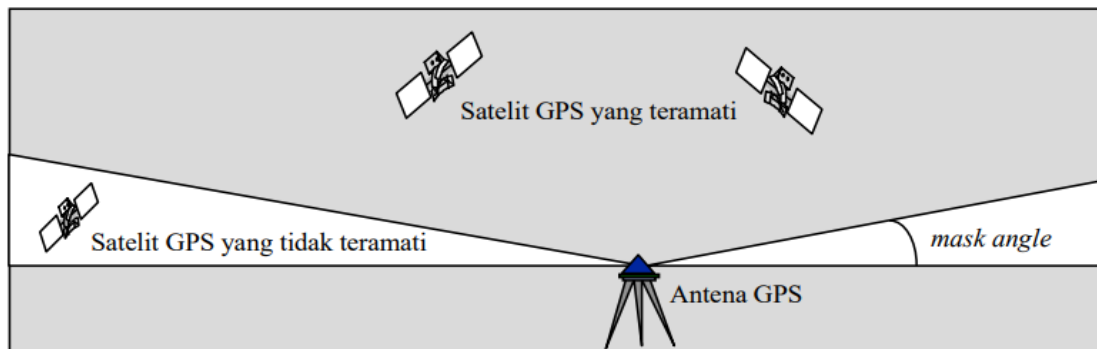 Satelit GPS yang teramati
Satelit GPS yang tidak teramati
mask angle
Antena GPS